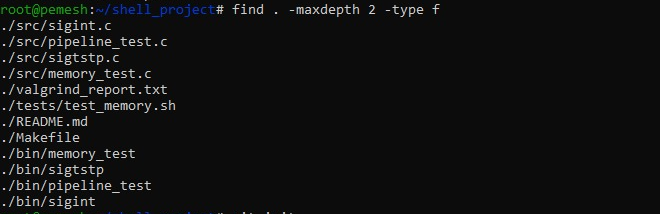 root@pemesh:~/shell_project# find . -maxdepth 2 -type f
./src/sigint.c
./src/pipeline_test.c
./src/sigtstp.c
./src/memory_test.c
./valgrind_report.txt
./tests/test_memory.sh
./README.md
./Makefile
./bin/memory_test
./bin/sigtstp
./bin/pipeline_test
./bin/sigint